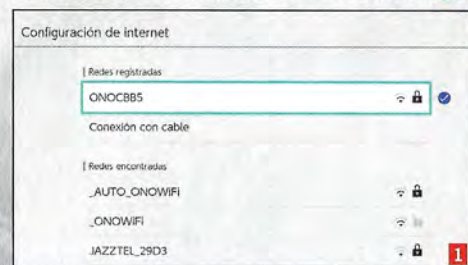 Configuración de internet
| Redes registradas
ONOCBB5
Conexión con cable
| Redes encontradas
_AUTO_ONOWiFi
_ONOWiFi
JAZZTEL_29D3
1